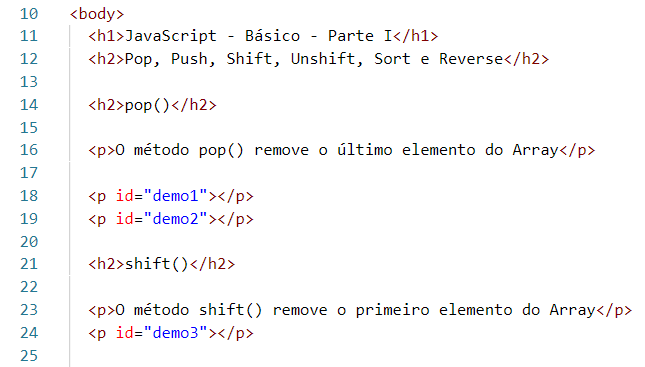 10 <body>
11 <h1>JavaScript - Básico - Parte I</h1>
12 <h2>Pop, Push, Shift, Unshift, Sort e Reverse</h2>
13
14 <h2>pop()</h2>
15
16 <p>O método pop() remove o último elemento do Array</p>
17
18 <p id="demo1"></p>
19 <p id="demo2"></p>
20
21 <h2>shift()</h2>
22
23 <p>O método shift() remove o primeiro elemento do Array</p>
24 <p id="demo3"></p>
25